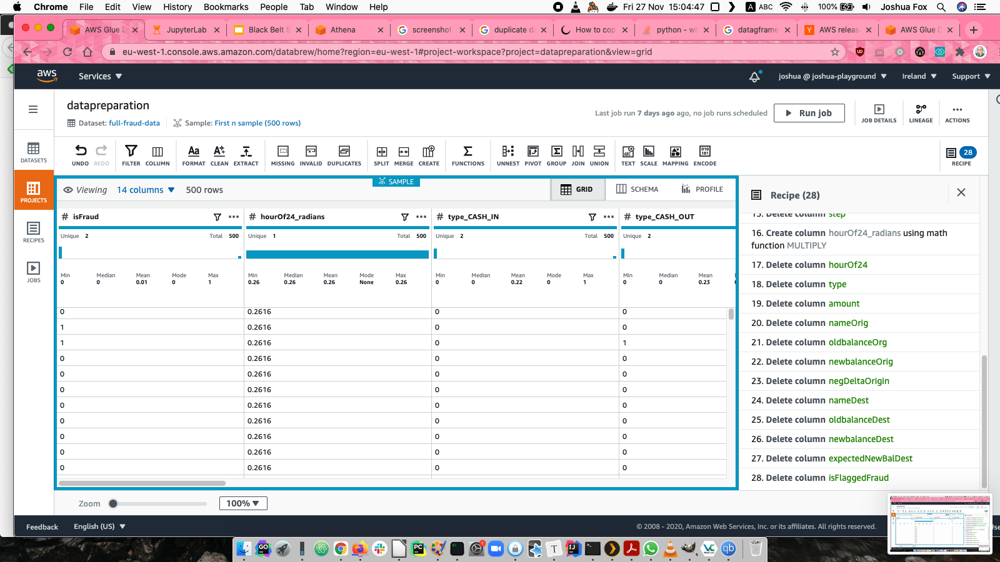 Chrome File Edit View History Bookmarks People Tab Window Help
A ABC 100% Fri 27 Nov 15:04:47 Joshua Fox
AWS Glue D
JupyterLab
Black Belt S
Athena
screenshot
duplicate da
How to cop
python - wh
datagframe
AWS releas
AWS Glue D
eu-west-1.console.aws.amazon.com/databrew/home?region=eu-west-1#project-workspace?project=datapreparation&view=grid
aws Services joshua @ joshua-playground Ireland Support
datapreparation
Dataset: full-fraud-data Sample: First n sample (500 rows)
Last job run 7 days ago ago, no job runs scheduled
Run job
JOB DETAILS LINEAGE ACTIONS
DATASETS
PROJECTS
RECIPES
JOBS
UNDO REDO FILTER COLUMN FORMAT CLEAN EXTRACT MISSING INVALID DUPLICATES SPLIT MERGE CREATE FUNCTIONS UNNEST PIVOT GROUP JOIN UNION TEXT SCALE MAPPING ENCODE
28 RECIPE
Viewing 14 columns 500 rows
SAMPLE
GRID SCHEMA PROFILE
# isFraud # hourOf24_radians # type_CASH_IN # type_CASH_OUT
Unique 2 Total 500 Unique 1 Total 500 Unique 2 Total 500 Unique 2
Min Median Mean Mode Max Min Median Mean Mode Max Min Median Mean Mode Max Min Median Mean
0 0 0.01 0 1 0.26 0.26 0.26 None 0.26 0 0 0.22 0 1 0 0 0.23
0 0.2616 0 0
1 0.2616 0 0
1 0.2616 0 1
0 0.2616 0 0
0 0.2616 0 0
0 0.2616 0 0
0 0.2616 0 0
0 0.2616 0 0
0 0.2616 0 0
0 0.2616 0 0
0 0.2616 0 0
Zoom 100%
Recipe (28)
15. Delete column step
16. Create column hourOf24_radians using math
function MULTIPLY
17. Delete column hourOf24
18. Delete column type
19. Delete column amount
20. Delete column nameOrig
21. Delete column oldbalanceOrg
22. Delete column newbalanceOrig
23. Delete column negDeltaOrigin
24. Delete column nameDest
25. Delete column oldbalanceDest
26. Delete column newbalanceDest
27. Delete column expectedNewBalDest
28. Delete column isFlaggedFraud
Feedback English (US) © 2008 - 2020, Amazon Web Services, Inc. or its affiliates. All rights reserved.